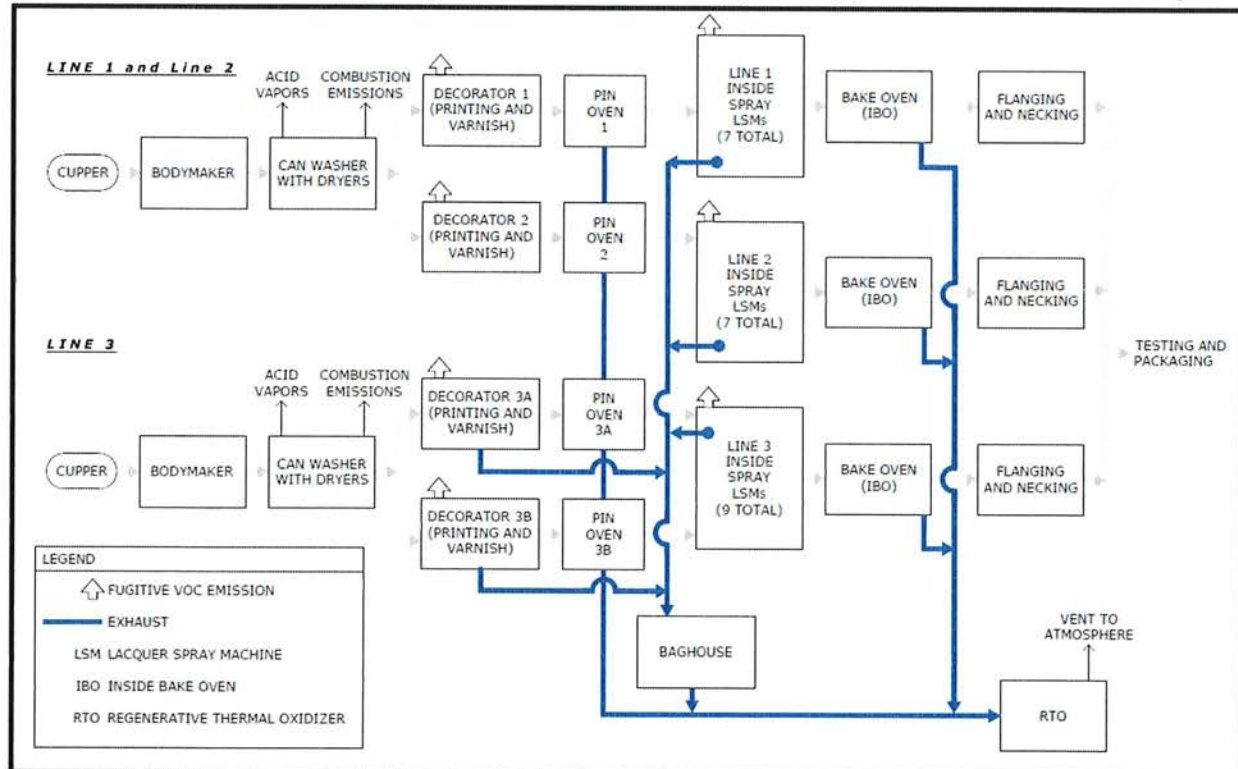 LINE 1 and Line 2
ACID
VAPORS
COMBUSTION
EMISSIONS
CUPPER
BODYMAKER
CAN WASHER
WITH DRYERS
DECORATOR 1
(PRINTING AND
VARNISH)
PIN
OVEN
1
DECORATOR 2
(PRINTING AND
VARNISH)
PIN
OVEN
2
LINE 1
INSIDE
SPRAY
LSMs
(7 TOTAL)
BAKE OVEN
(IBO)
FLANGING
AND NECKING
LINE 2
INSIDE
SPRAY
LSMs
(7 TOTAL)
BAKE OVEN
(IBO)
FLANGING
AND NECKING
LINE 3
ACID
VAPORS
COMBUSTION
EMISSIONS
CUPPER
BODYMAKER
CAN WASHER
WITH DRYERS
DECORATOR 3A
(PRINTING AND
VARNISH)
PIN
OVEN
3A
DECORATOR 3B
(PRINTING AND
VARNISH)
PIN
OVEN
3B
LINE 3
INSIDE
SPRAY
LSMs
(9 TOTAL)
BAKE OVEN
(IBO)
FLANGING
AND NECKING
TESTING AND
PACKAGING
BAGHOUSE
VENT TO
ATMOSPHERE
RTO
LEGEND
FUGITIVE VOC EMISSION
EXHAUST
LSM LACQUER SPRAY MACHINE
IBO INSIDE BAKE OVEN
RTO REGENERATIVE THERMAL OXIDIZER